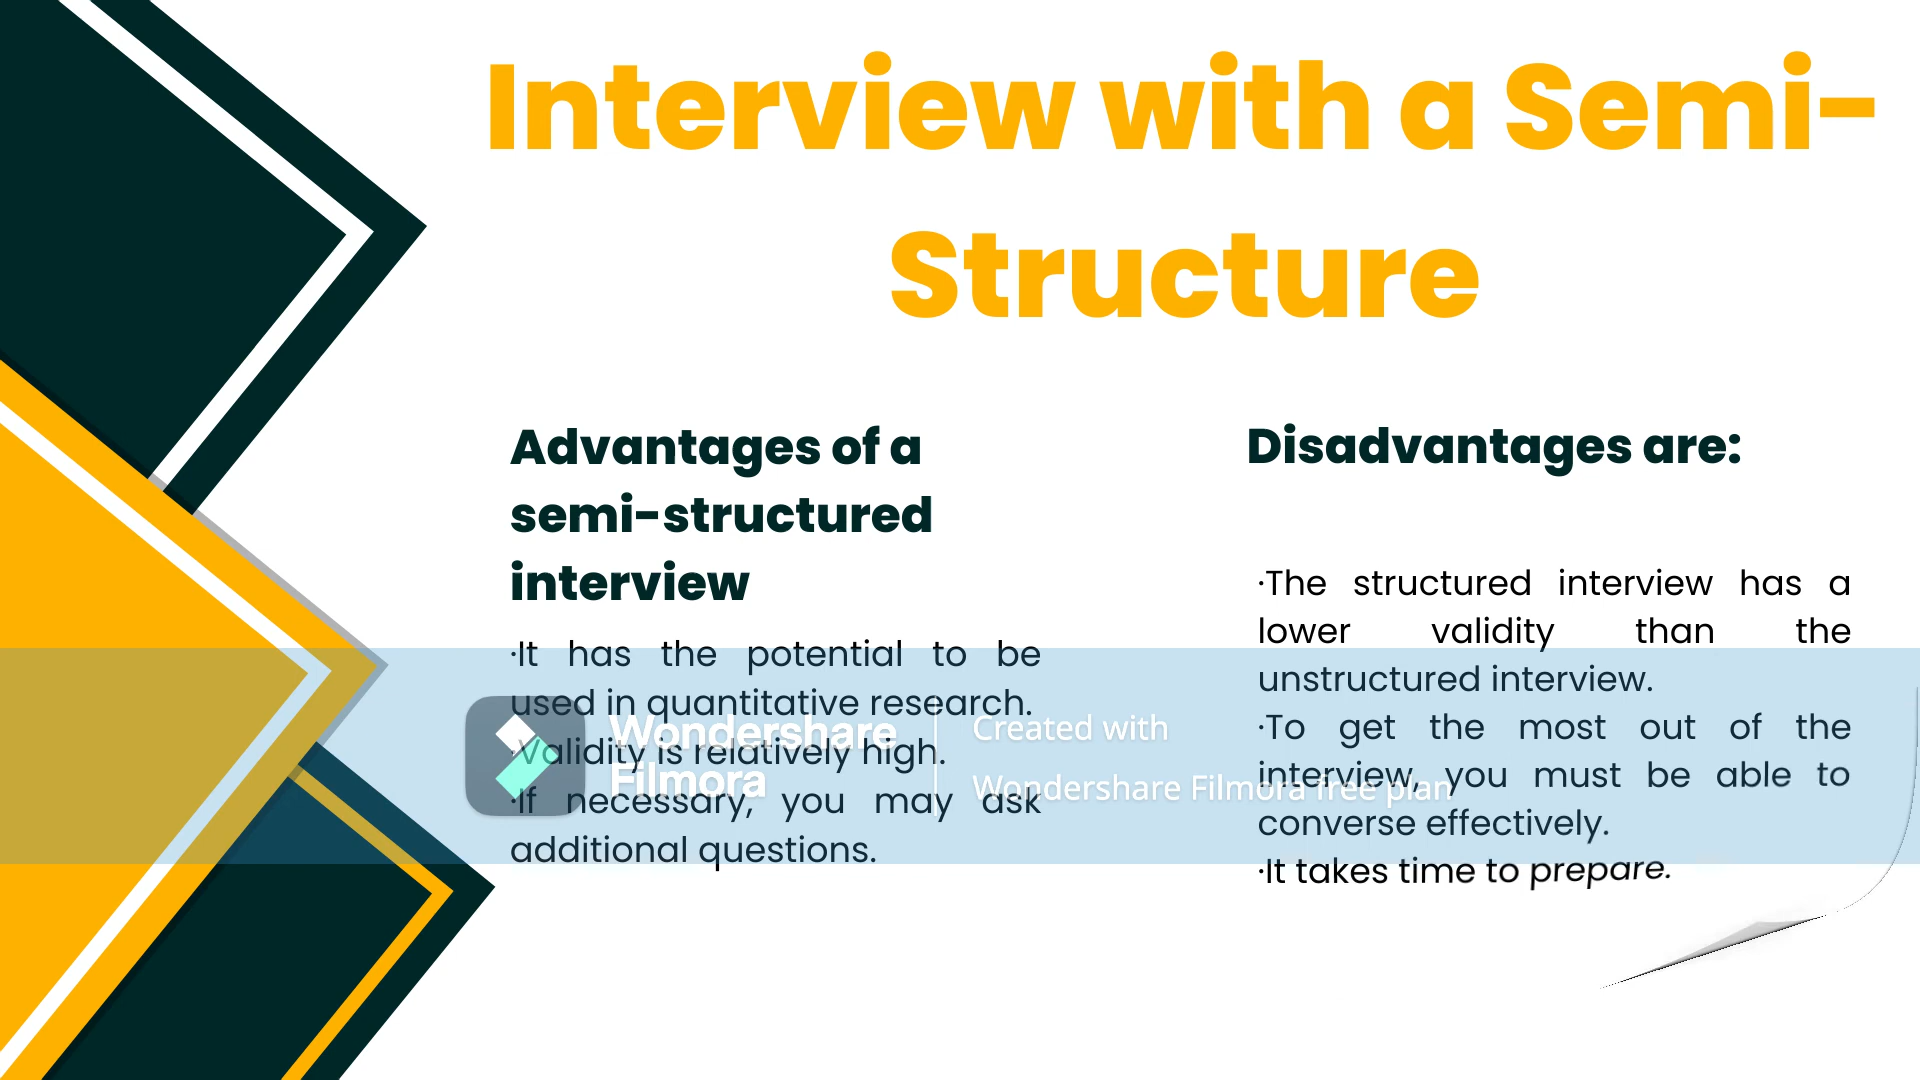 Interview with a Semi-
Structure
Advantages of a
semi-structured
interview
·It has the potential to be
used in quantitative research.
·Validity is relatively high.
·If necessary, you may ask
additional questions.
Disadvantages are:
·The structured interview has a
lower validity than the
unstructured interview.
·To get the most out of the
interview, you must be able to
converse effectively.
·It takes time to prepare.
Wondershare
Filmora
Created with
Wondershare Filmora free plan